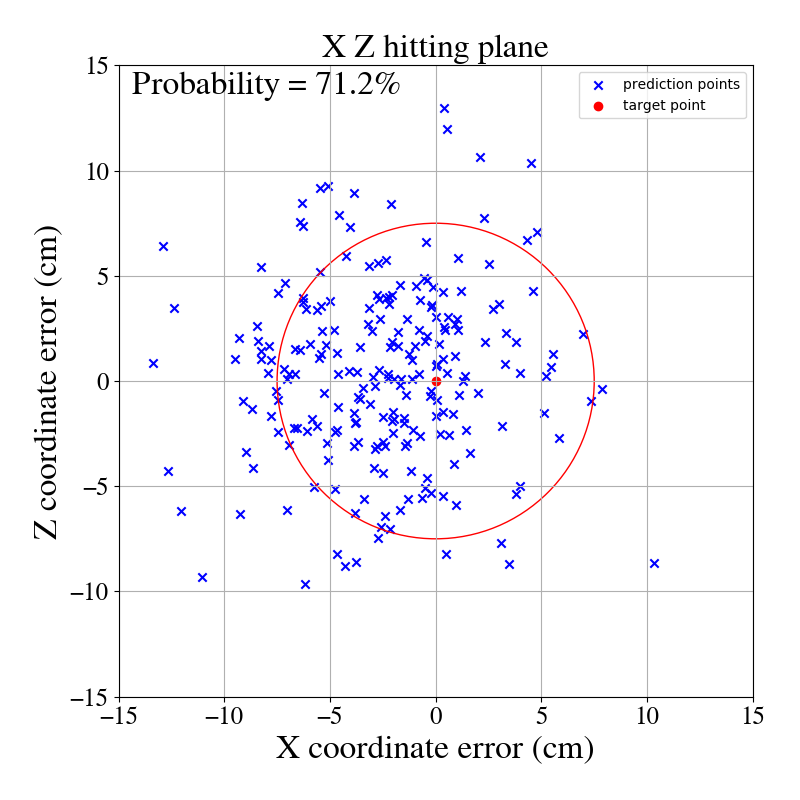 X Z hitting plane
Probability = 71.2%
prediction points
target point
15
10
5
0
−5
−10
−15
Z coordinate error (cm)
−15 −10 −5 0 5 10 15
X coordinate error (cm)